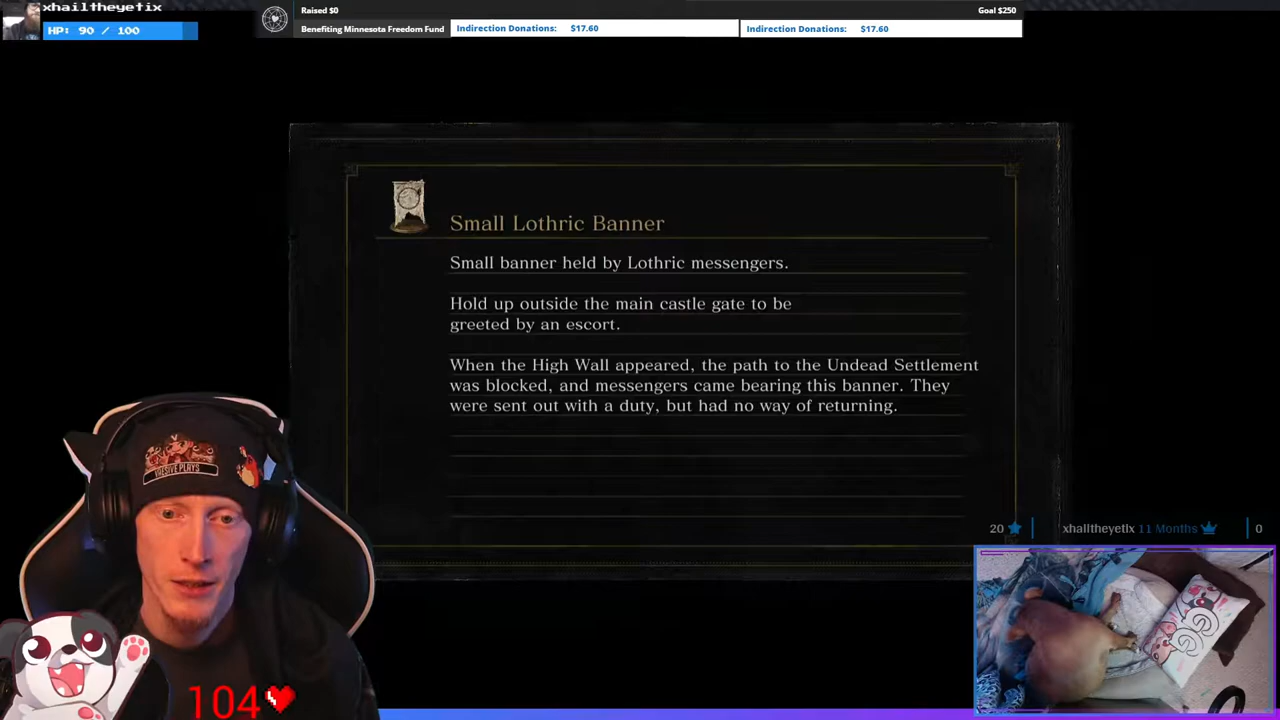 xhailtheyetix
HP: 90 / 100
Raised $0
Goal $250
Benefiting Minnesota Freedom Fund
Indirection Donations: $17.60
Indirection Donations: $17.60
Small Lothric Banner
Small banner held by Lothric messengers.
Hold up outside the main castle gate to be
greeted by an escort.
When the High Wall appeared, the path to the Undead Settlement
was blocked, and messengers came bearing this banner. They
were sent out with a duty, but had no way of returning.
20
xhailtheyetix 11 Months
0
PLAYS
GG
104